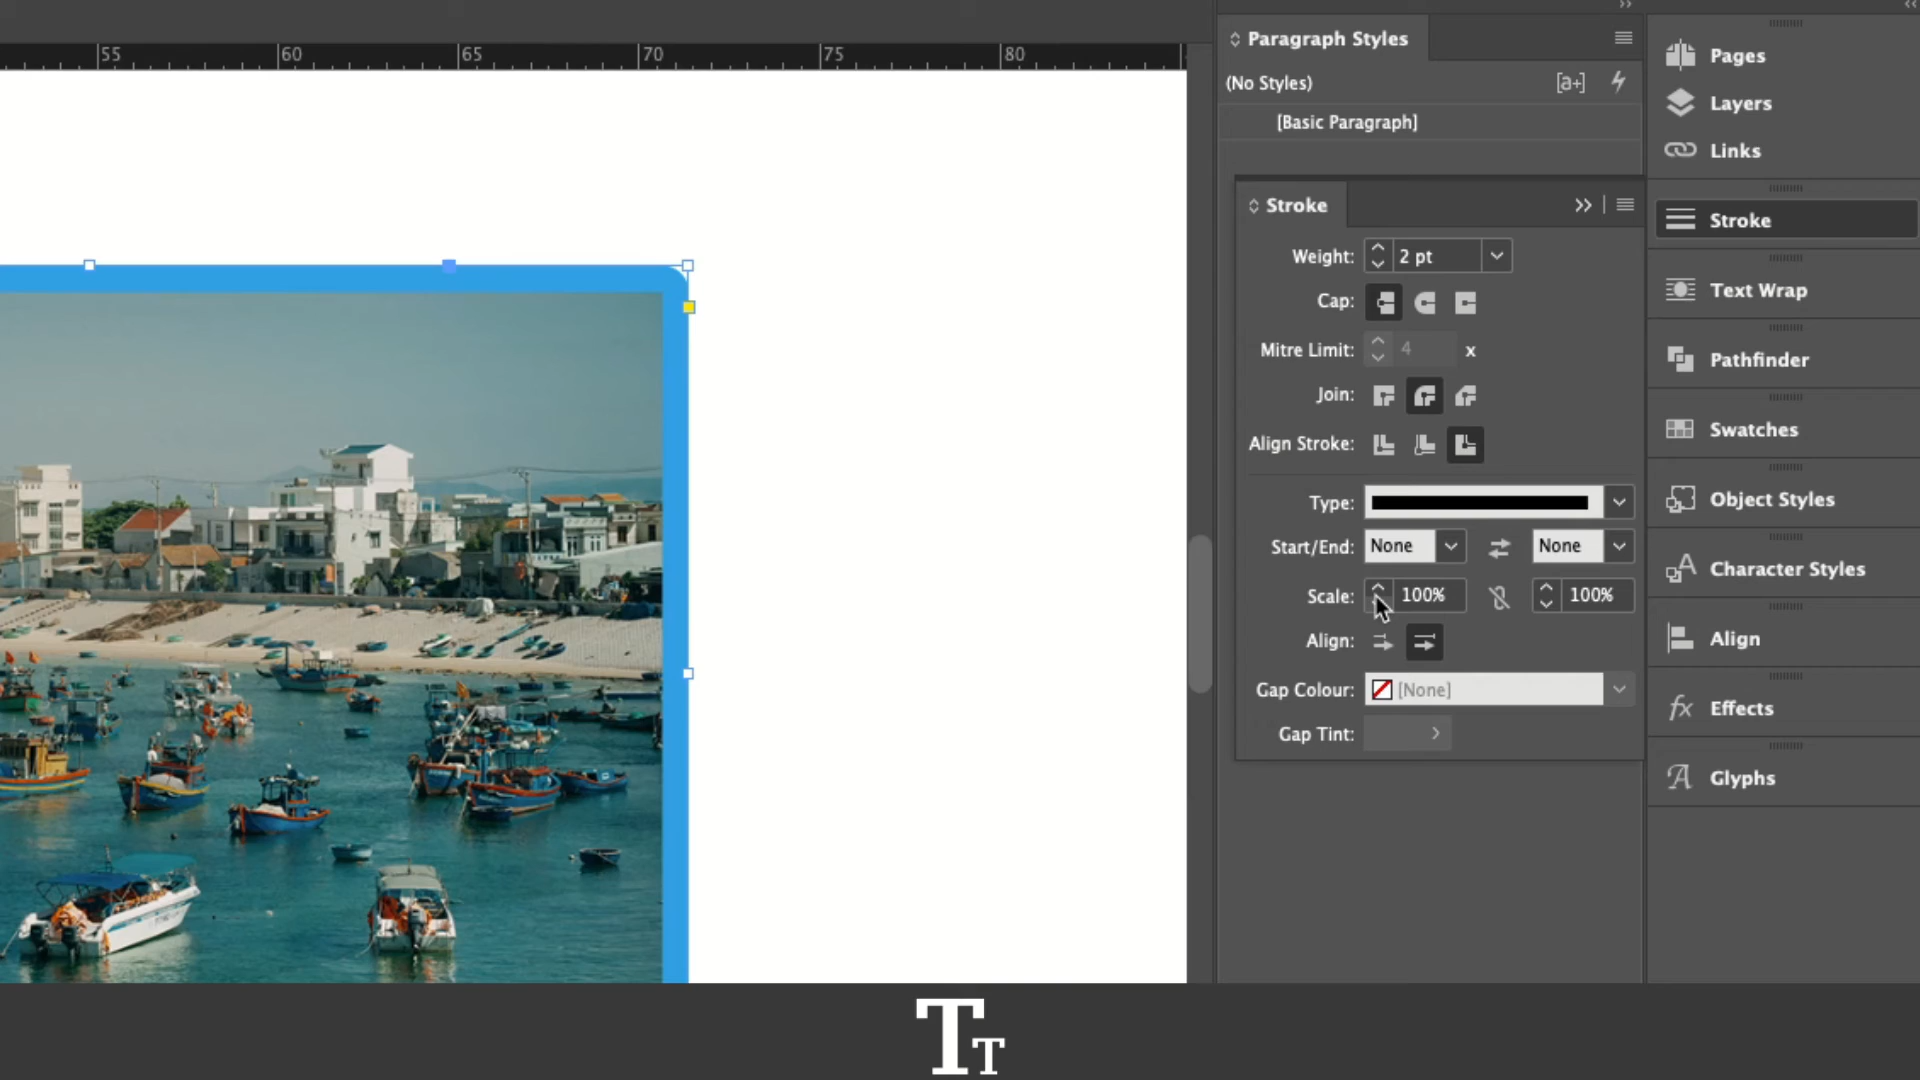 55 60 65 70 75 80
Paragraph Styles
(No Styles) [a+]
[Basic Paragraph]
Stroke
Weight: 2 pt
Cap:
Mitre Limit: 4 x
Join:
Align Stroke:
Type:
Start/End: None None
Scale: 100% 100%
Align:
Gap Colour: [None]
Gap Tint:
Pages
Layers
Links
Stroke
Text Wrap
Pathfinder
Swatches
Object Styles
Character Styles
Align
fx Effects
Glyphs
TT